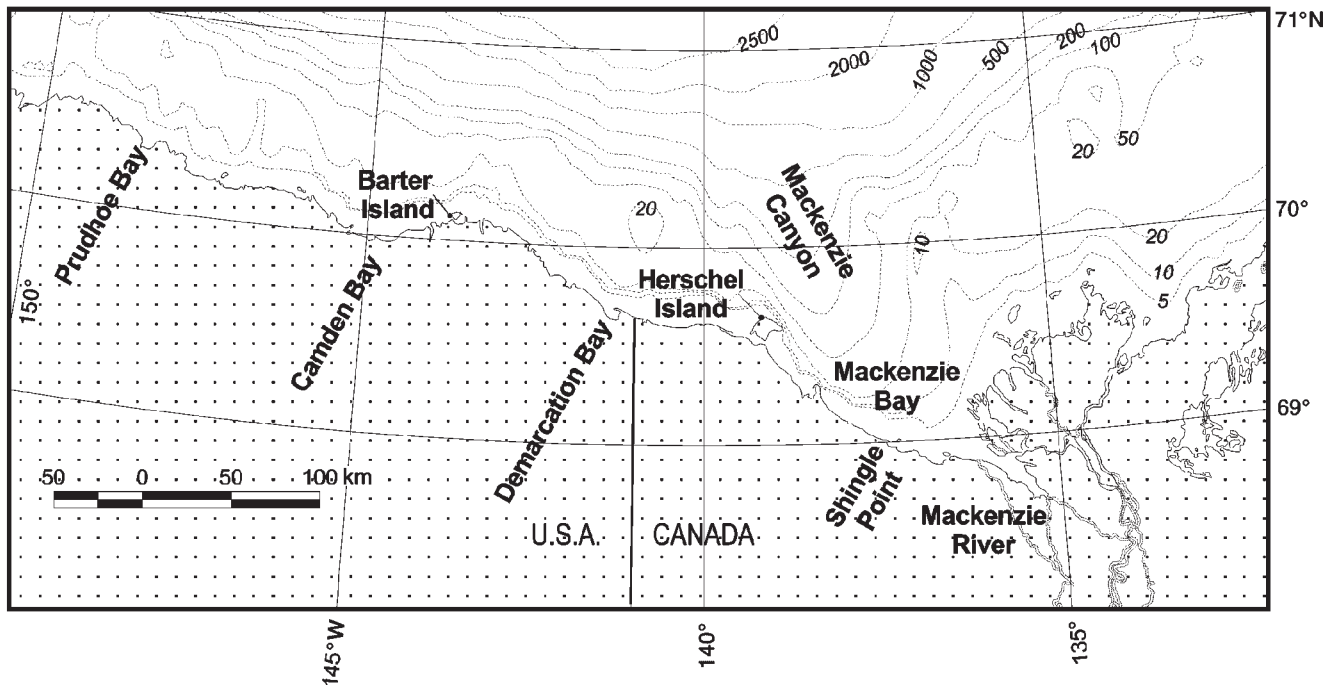 71°N
2500
2000
1000
500
200
100
50
20
Prudhoe Bay
Barter
Island
Mackenzie
Canyon
70°
20
10
20
10
5
150°
Camden Bay
Herschel
Island
Demarcation Bay
Mackenzie
Bay
69°
50 0 50 100 km
Shingle
Point
U.S.A. CANADA
Mackenzie
River
145°W
140°
135°